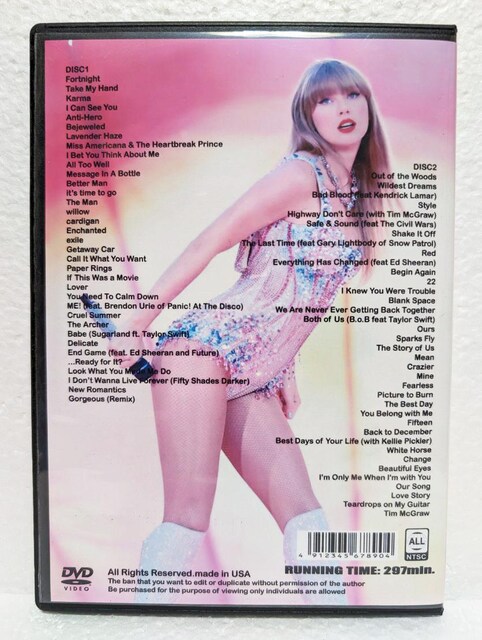 DISC1
Fortnight
Take My Hand
Karma
I Can See You
Anti-Hero
Bejeweled
Lavender Haze
Miss Americana & The Heartbreak Prince
I Bet You Think About Me
All Too Well
Message In A Bottle
Better Man
it's time to go
The Man
willow
cardigan
Enchanted
exile
Getaway Car
Call It What You Want
Paper Rings
If This Was a Movie
Lover
You Need To Calm Down
ME! (feat. Brendon Urie of Panic! At The Disco)
Cruel Summer
The Archer
Babe (Sugarland ft. Taylor Swift)
Delicate
End Game (feat. Ed Sheeran and Future)
...Ready for It?
Look What You Made Me Do
I Don't Wanna Live Forever (Fifty Shades Darker)
New Romantics
Gorgeous (Remix)
DISC2
Out of the Woods
Wildest Dreams
Bad Blood (feat Kendrick Lamar)
Style
Highway Don't Care (with Tim McGraw)
Safe & Sound (feat The Civil Wars)
Shake It Off
The Last Time (feat Gary Lightbody of Snow Patrol)
Red
Everything Has Changed (feat Ed Sheeran)
Begin Again
22
I Knew You Were Trouble
Blank Space
We Are Never Ever Getting Back Together
Both of Us (B.o.B feat Taylor Swift)
Ours
Sparks Fly
The Story of Us
Mean
Crazier
Mine
Fearless
Picture to Burn
The Best Day
You Belong with Me
Fifteen
Back to December
Best Days of Your Life (with Kellie Pickler)
White Horse
Change
Beautiful Eyes
I'm Only Me When I'm with You
Our Song
Love Story
Teardrops on My Guitar
Tim McGraw
4 912345 678904
ALL
NTSC
DVD
VIDEO
All Rights Reserved.made in USA
RUNNING TIME: 297min.
The ban that you want to edit or duplicate without permission of the author
Be purchased for the purpose of viewing only individuals are allowed